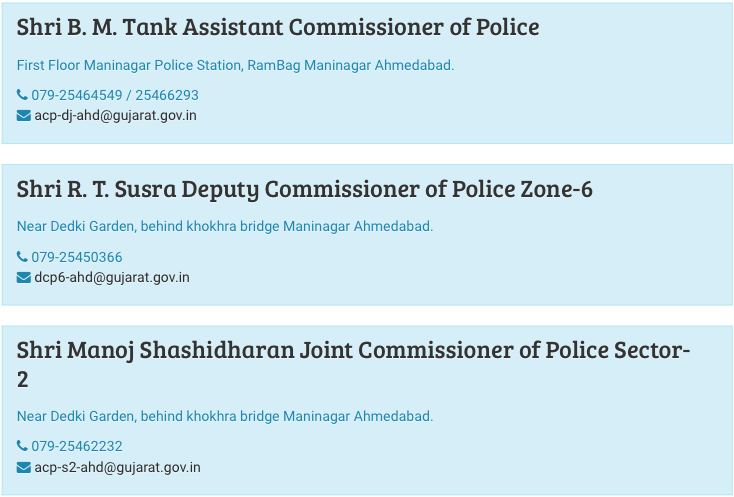 Shri B. M. Tank Assistant Commissioner of Police
First Floor Maninagar Police Station, RamBag Maninagar Ahmedabad.
079-25464549 / 25466293
acp-dj-ahd@gujarat.gov.in
Shri R. T. Susra Deputy Commissioner of Police Zone-6
Near Dedki Garden, behind khokhra bridge Maninagar Ahmedabad.
079-25450366
dcp6-ahd@gujarat.gov.in
Shri Manoj Shashidharan Joint Commissioner of Police Sector-
2
Near Dedki Garden, behind khokhra bridge Maninagar Ahmedabad.
079-25462232
acp-s2-ahd@gujarat.gov.in